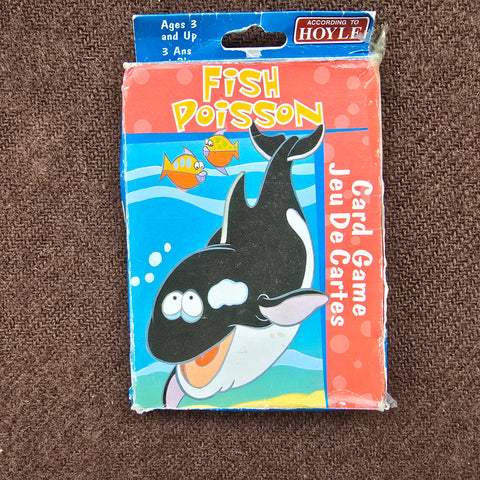 Ages 3
and Up
3 Ans
ACCORDING TO
HOYLE
FiSH
POiSSON
Card Game
Jeu De Cartes